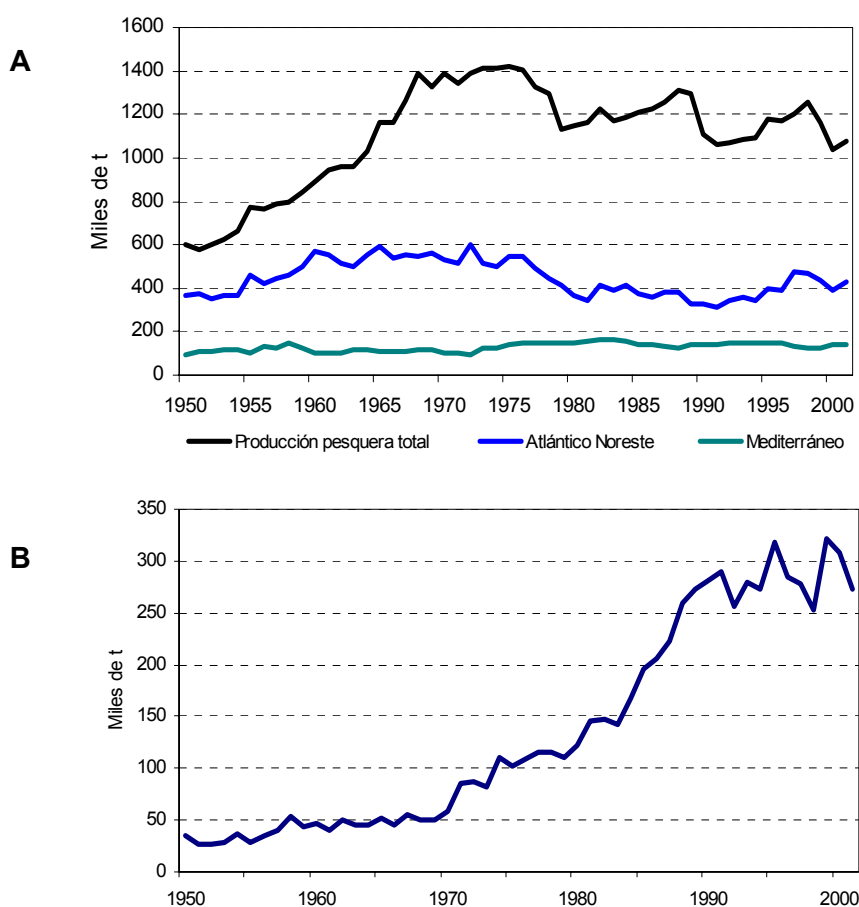 A
Miles de t
1600
1400
1200
1000
800
600
400
200
0
1950 1955 1960 1965 1970 1975 1980 1985 1990 1995 2000
Producción pesquera total Atlántico Noreste Mediterráneo
B
Miles de t
350
300
250
200
150
100
50
0
1950 1960 1970 1980 1990 2000